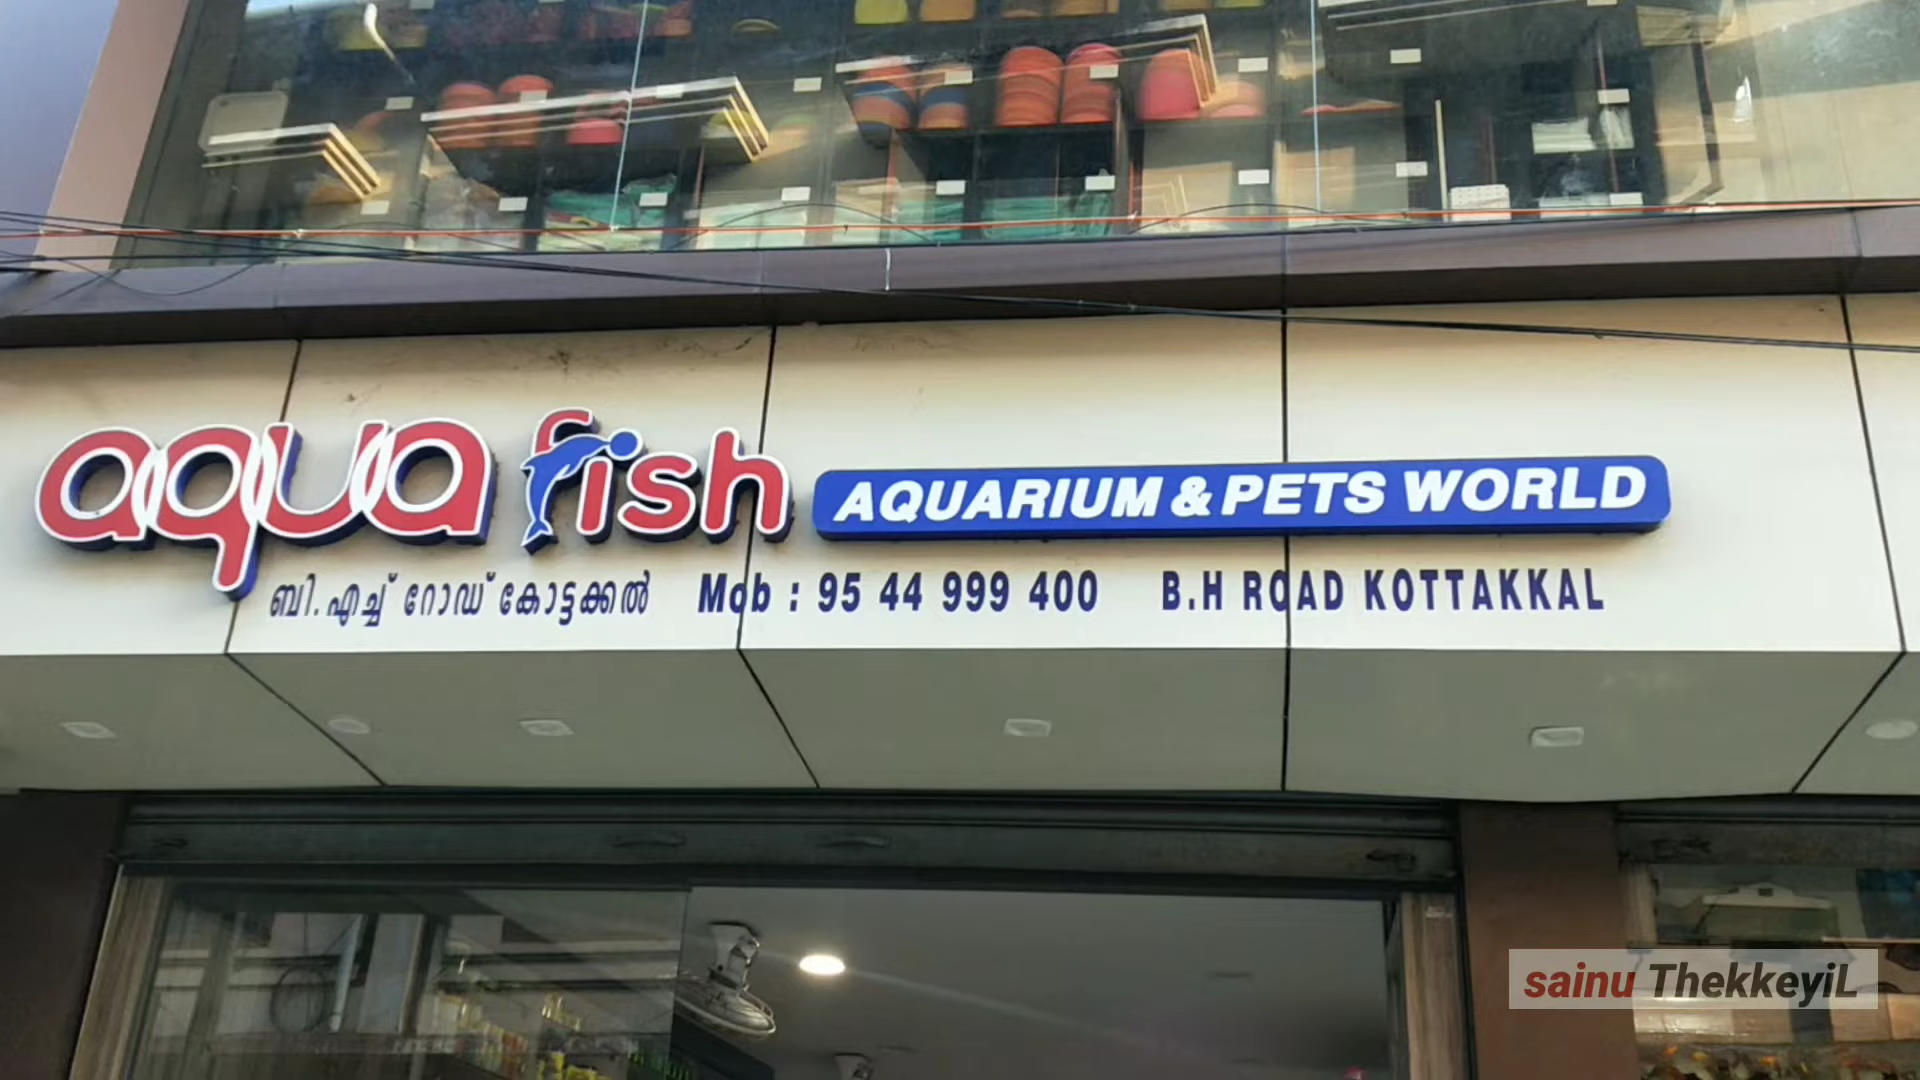 aqua fish AQUARIUM & PETS WORLD
ബി.എച്ച് റോഡ് കോട്ടക്കൽ Mob : 95 44 999 400 B.H ROAD KOTTAKKAL
sainu ThekkeyiL